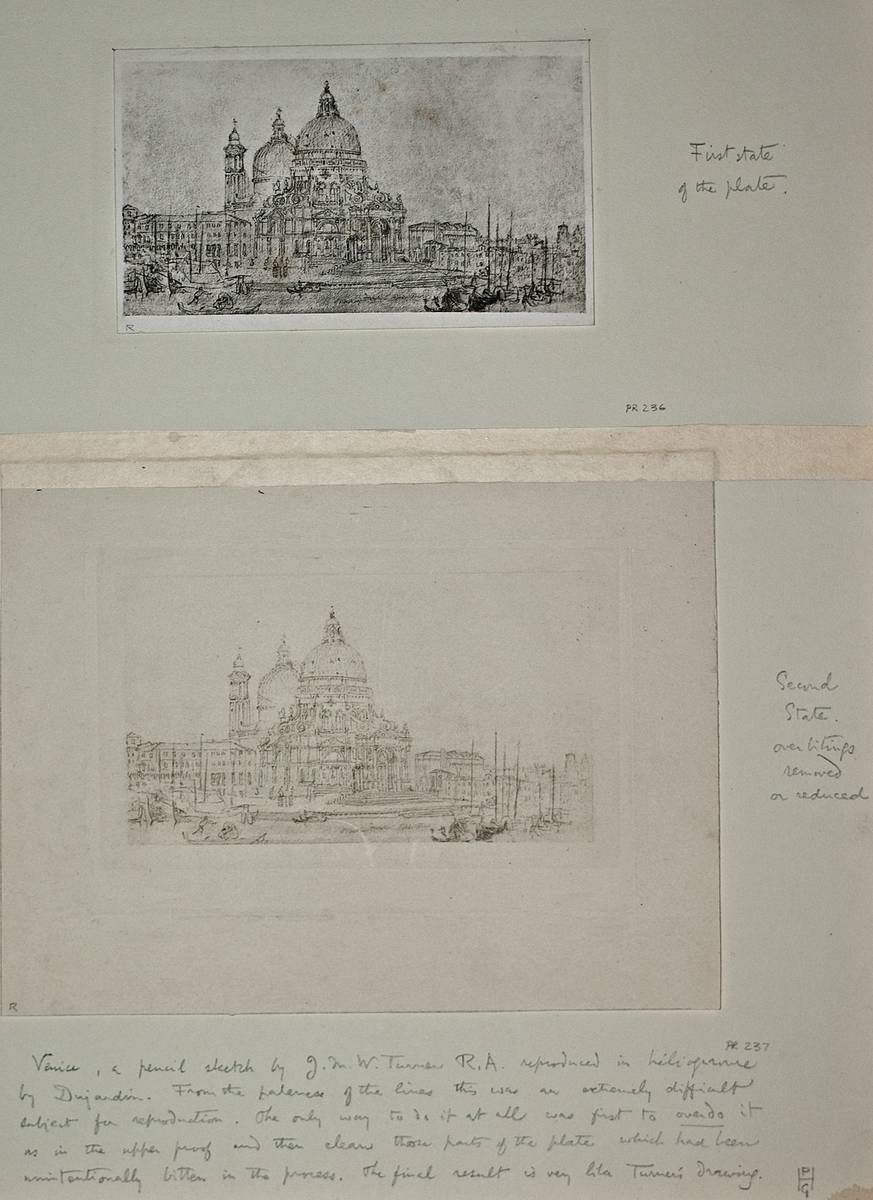 First state
of the plate.
R
PR 236
Second
State.
overbitings
removed
or reduced
R
PR 237
Venice, a pencil sketch by J.M.W. Turner R.A. reproduced in héliogravure
by Dujardin. From the paleness of the lines this was an extremely difficult
subject for reproduction. The only way to do it at all was first to overdo it
as in the upper proof and then clean those parts of the plate which had been
unintentionally bitten in the process. The final result is very like Turner's drawing.